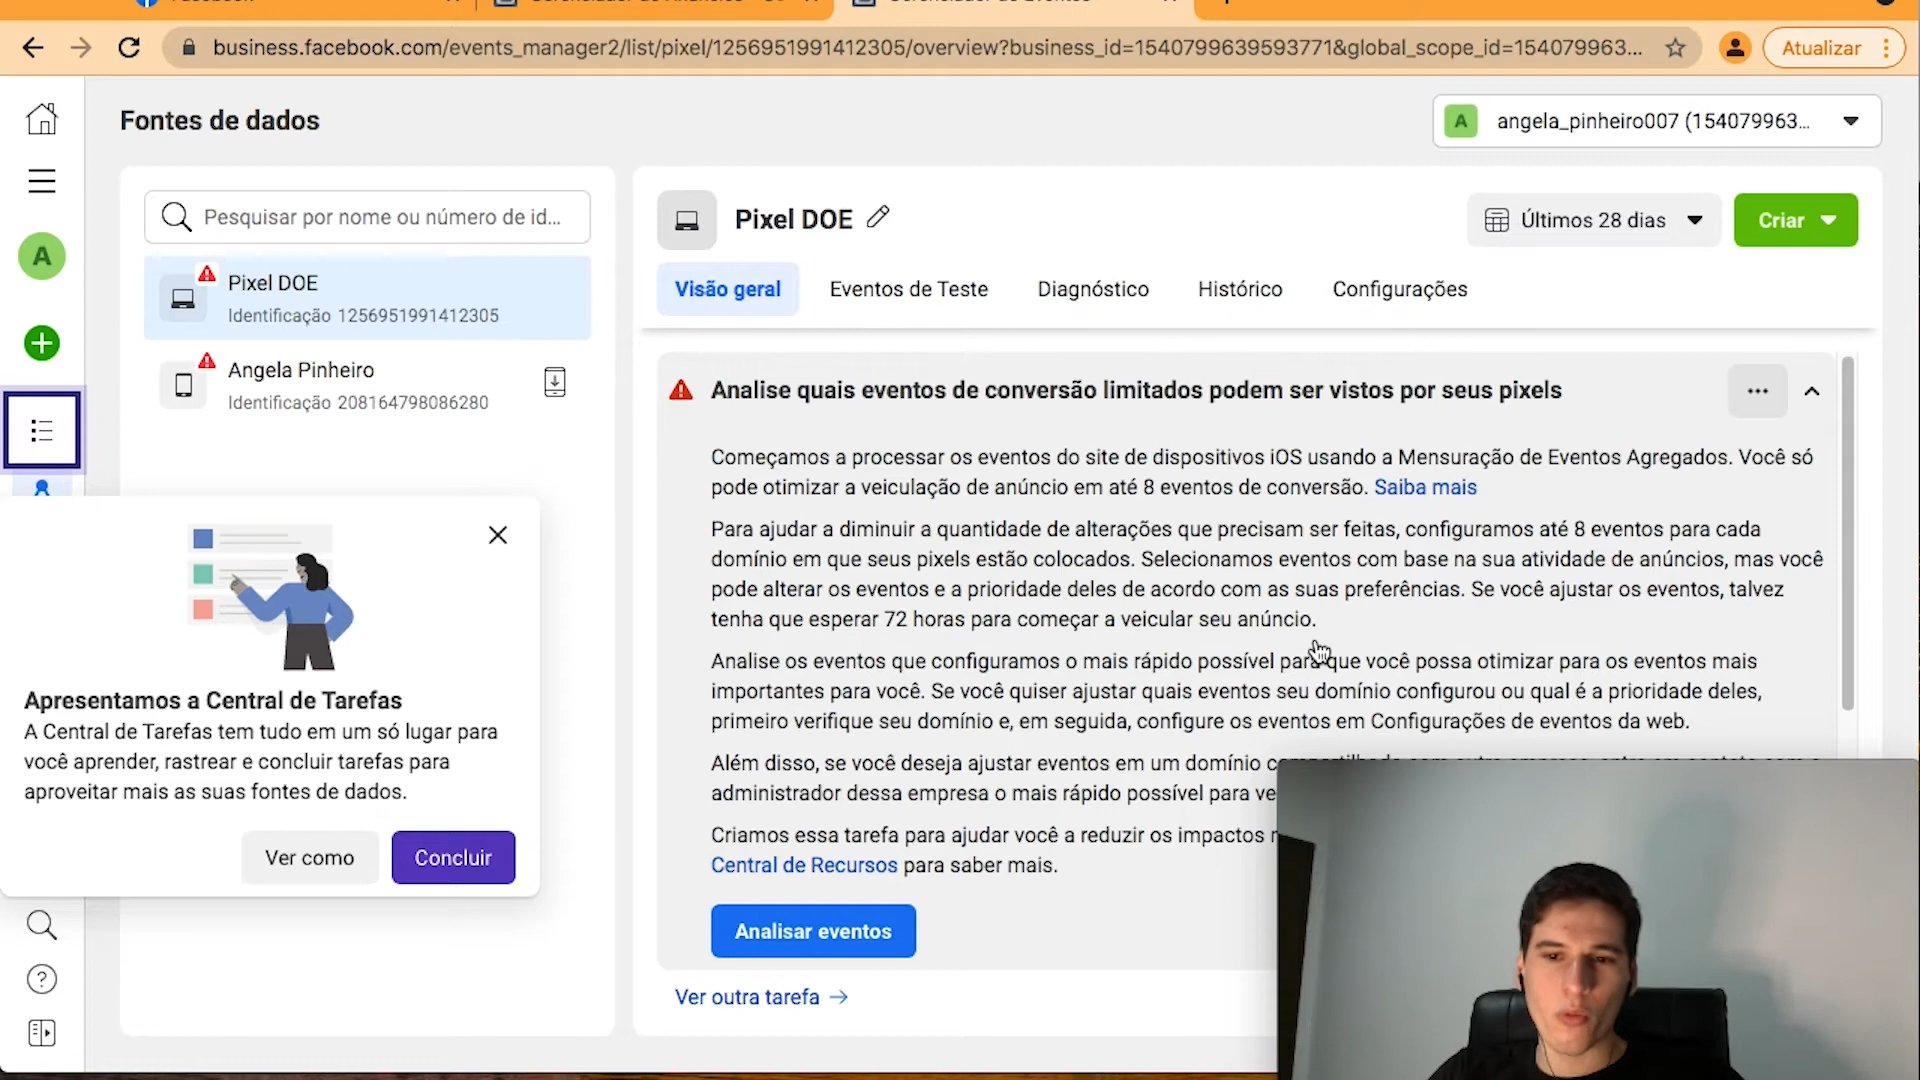 business.facebook.com/events_manager2/list/pixel/1256951991412305/overview?business_id=1540799639593771&global_scope_id=154079963...
Atualizar
Fontes de dados
A
angela_pinheiro007 (154079963...
Pesquisar por nome ou número de id...
Pixel DOE
Últimos 28 dias
Criar
A
Pixel DOE
Identificação 1256951991412305
Visão geral
Eventos de Teste
Diagnóstico
Histórico
Configurações
Angela Pinheiro
Identificação 208164798086280
Analise quais eventos de conversão limitados podem ser vistos por seus pixels
Começamos a processar os eventos do site de dispositivos iOS usando a Mensuração de Eventos Agregados. Você só
pode otimizar a veiculação de anúncio em até 8 eventos de conversão. Saiba mais
Para ajudar a diminuir a quantidade de alterações que precisam ser feitas, configuramos até 8 eventos para cada
domínio em que seus pixels estão colocados. Selecionamos eventos com base na sua atividade de anúncios, mas você
pode alterar os eventos e a prioridade deles de acordo com as suas preferências. Se você ajustar os eventos, talvez
tenha que esperar 72 horas para começar a veicular seu anúncio.
Analise os eventos que configuramos o mais rápido possível para que você possa otimizar para os eventos mais
importantes para você. Se você quiser ajustar quais eventos seu domínio configurou ou qual é a prioridade deles,
primeiro verifique seu domínio e, em seguida, configure os eventos em Configurações de eventos da web.
Além disso, se você deseja ajustar eventos em um domínio
administrador dessa empresa o mais rápido possível para
Criamos essa tarefa para ajudar você a reduzir os impactos
Central de Recursos para saber mais.
Analisar eventos
Ver outra tarefa
Apresentamos a Central de Tarefas
A Central de Tarefas tem tudo em um só lugar para
você aprender, rastrear e concluir tarefas para
aproveitar mais as suas fontes de dados.
Ver como
Concluir